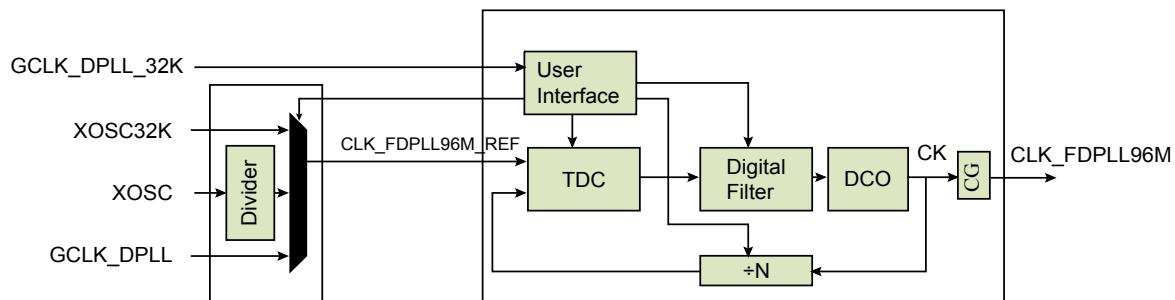 GCLK_DPLL_32K
User
Interface
XOSC32K
CLK_FDPLL96M_REF
CK
CLK_FDPLL96M
XOSC
Divider
TDC
Digital
Filter
DCO
CG
GCLK_DPLL
÷N